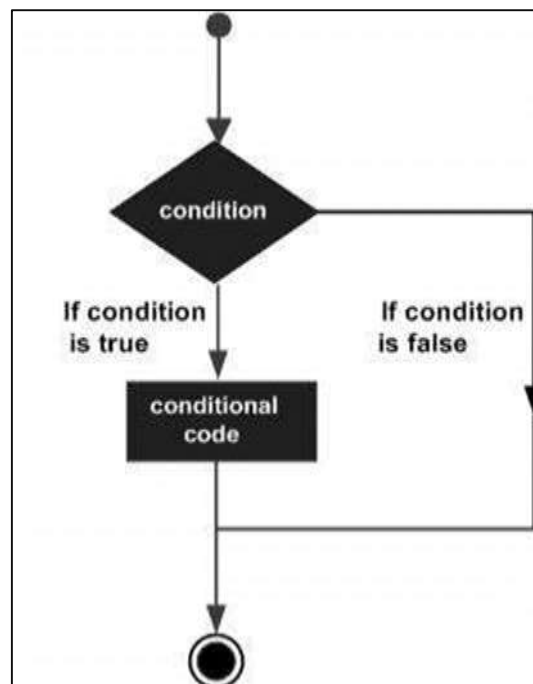 condition
If condition
is true
If condition
is false
conditional
code